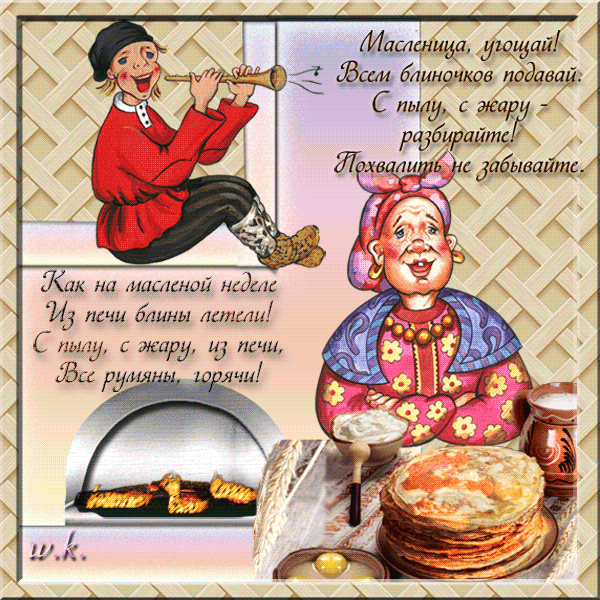 Масленица, угощай!
Всем блиночков подавай.
С пылу, с жару -
разбирайте!
Похвалить не забывайте.
Как на масленой неделе
Из печи блины летели!
С пылу, с жару, из печи,
Все румяны, горячи!
w.k.